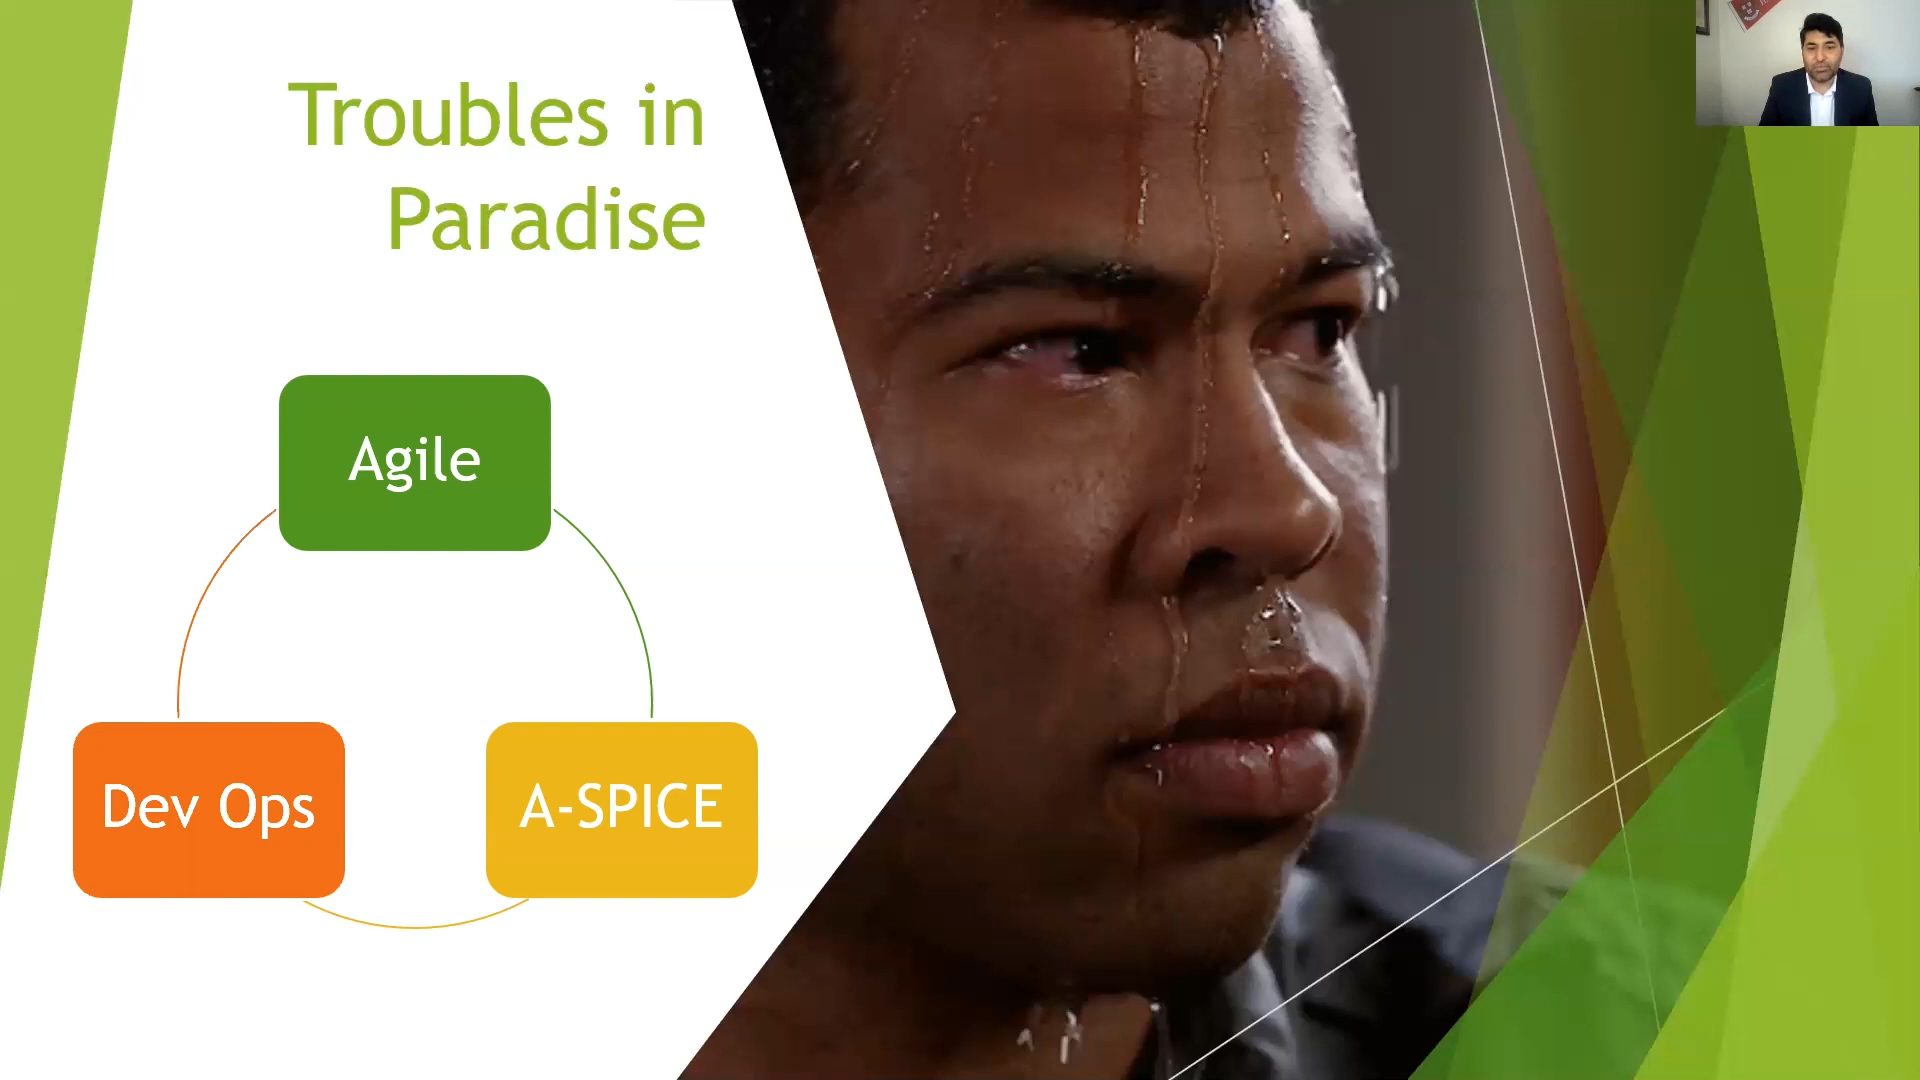 Troubles in
Paradise
Agile
Dev Ops
A-SPICE